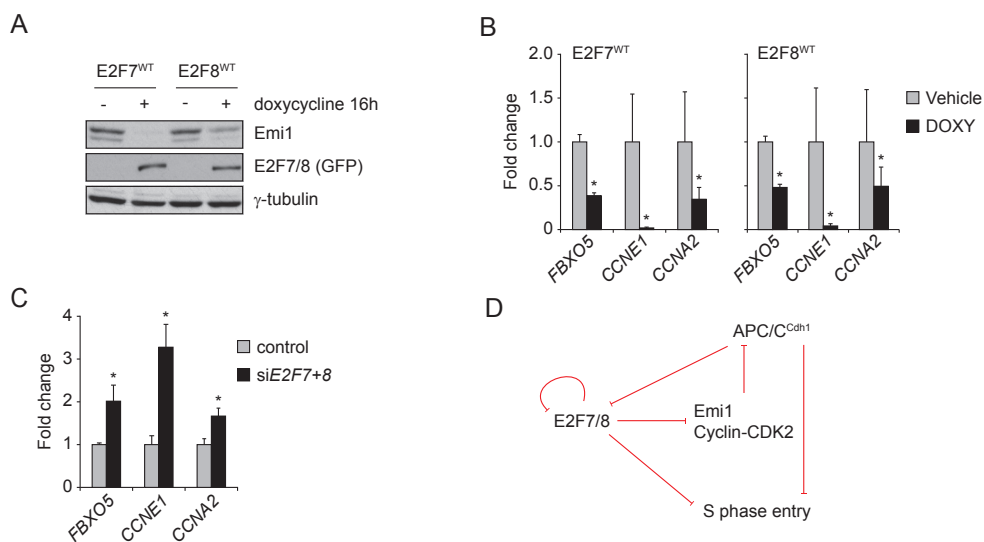 A
E2F7WT E2F8WT
- + - + doxycycline 16h
Emi1
E2F7/8 (GFP)
γ-tubulin
B
Fold change
2.0
1.5
1.0
0.5
0
E2F7WT
*
*
*
FBXO5
CCNE1
CCNA2
E2F8WT
*
*
*
FBXO5
CCNE1
CCNA2
Vehicle
DOXY
C
Fold change
4
3
2
1
0
*
*
*
FBXO5
CCNE1
CCNA2
control
siE2F7+8
D
APC/CCdh1
E2F7/8
Emi1
Cyclin-CDK2
S phase entry